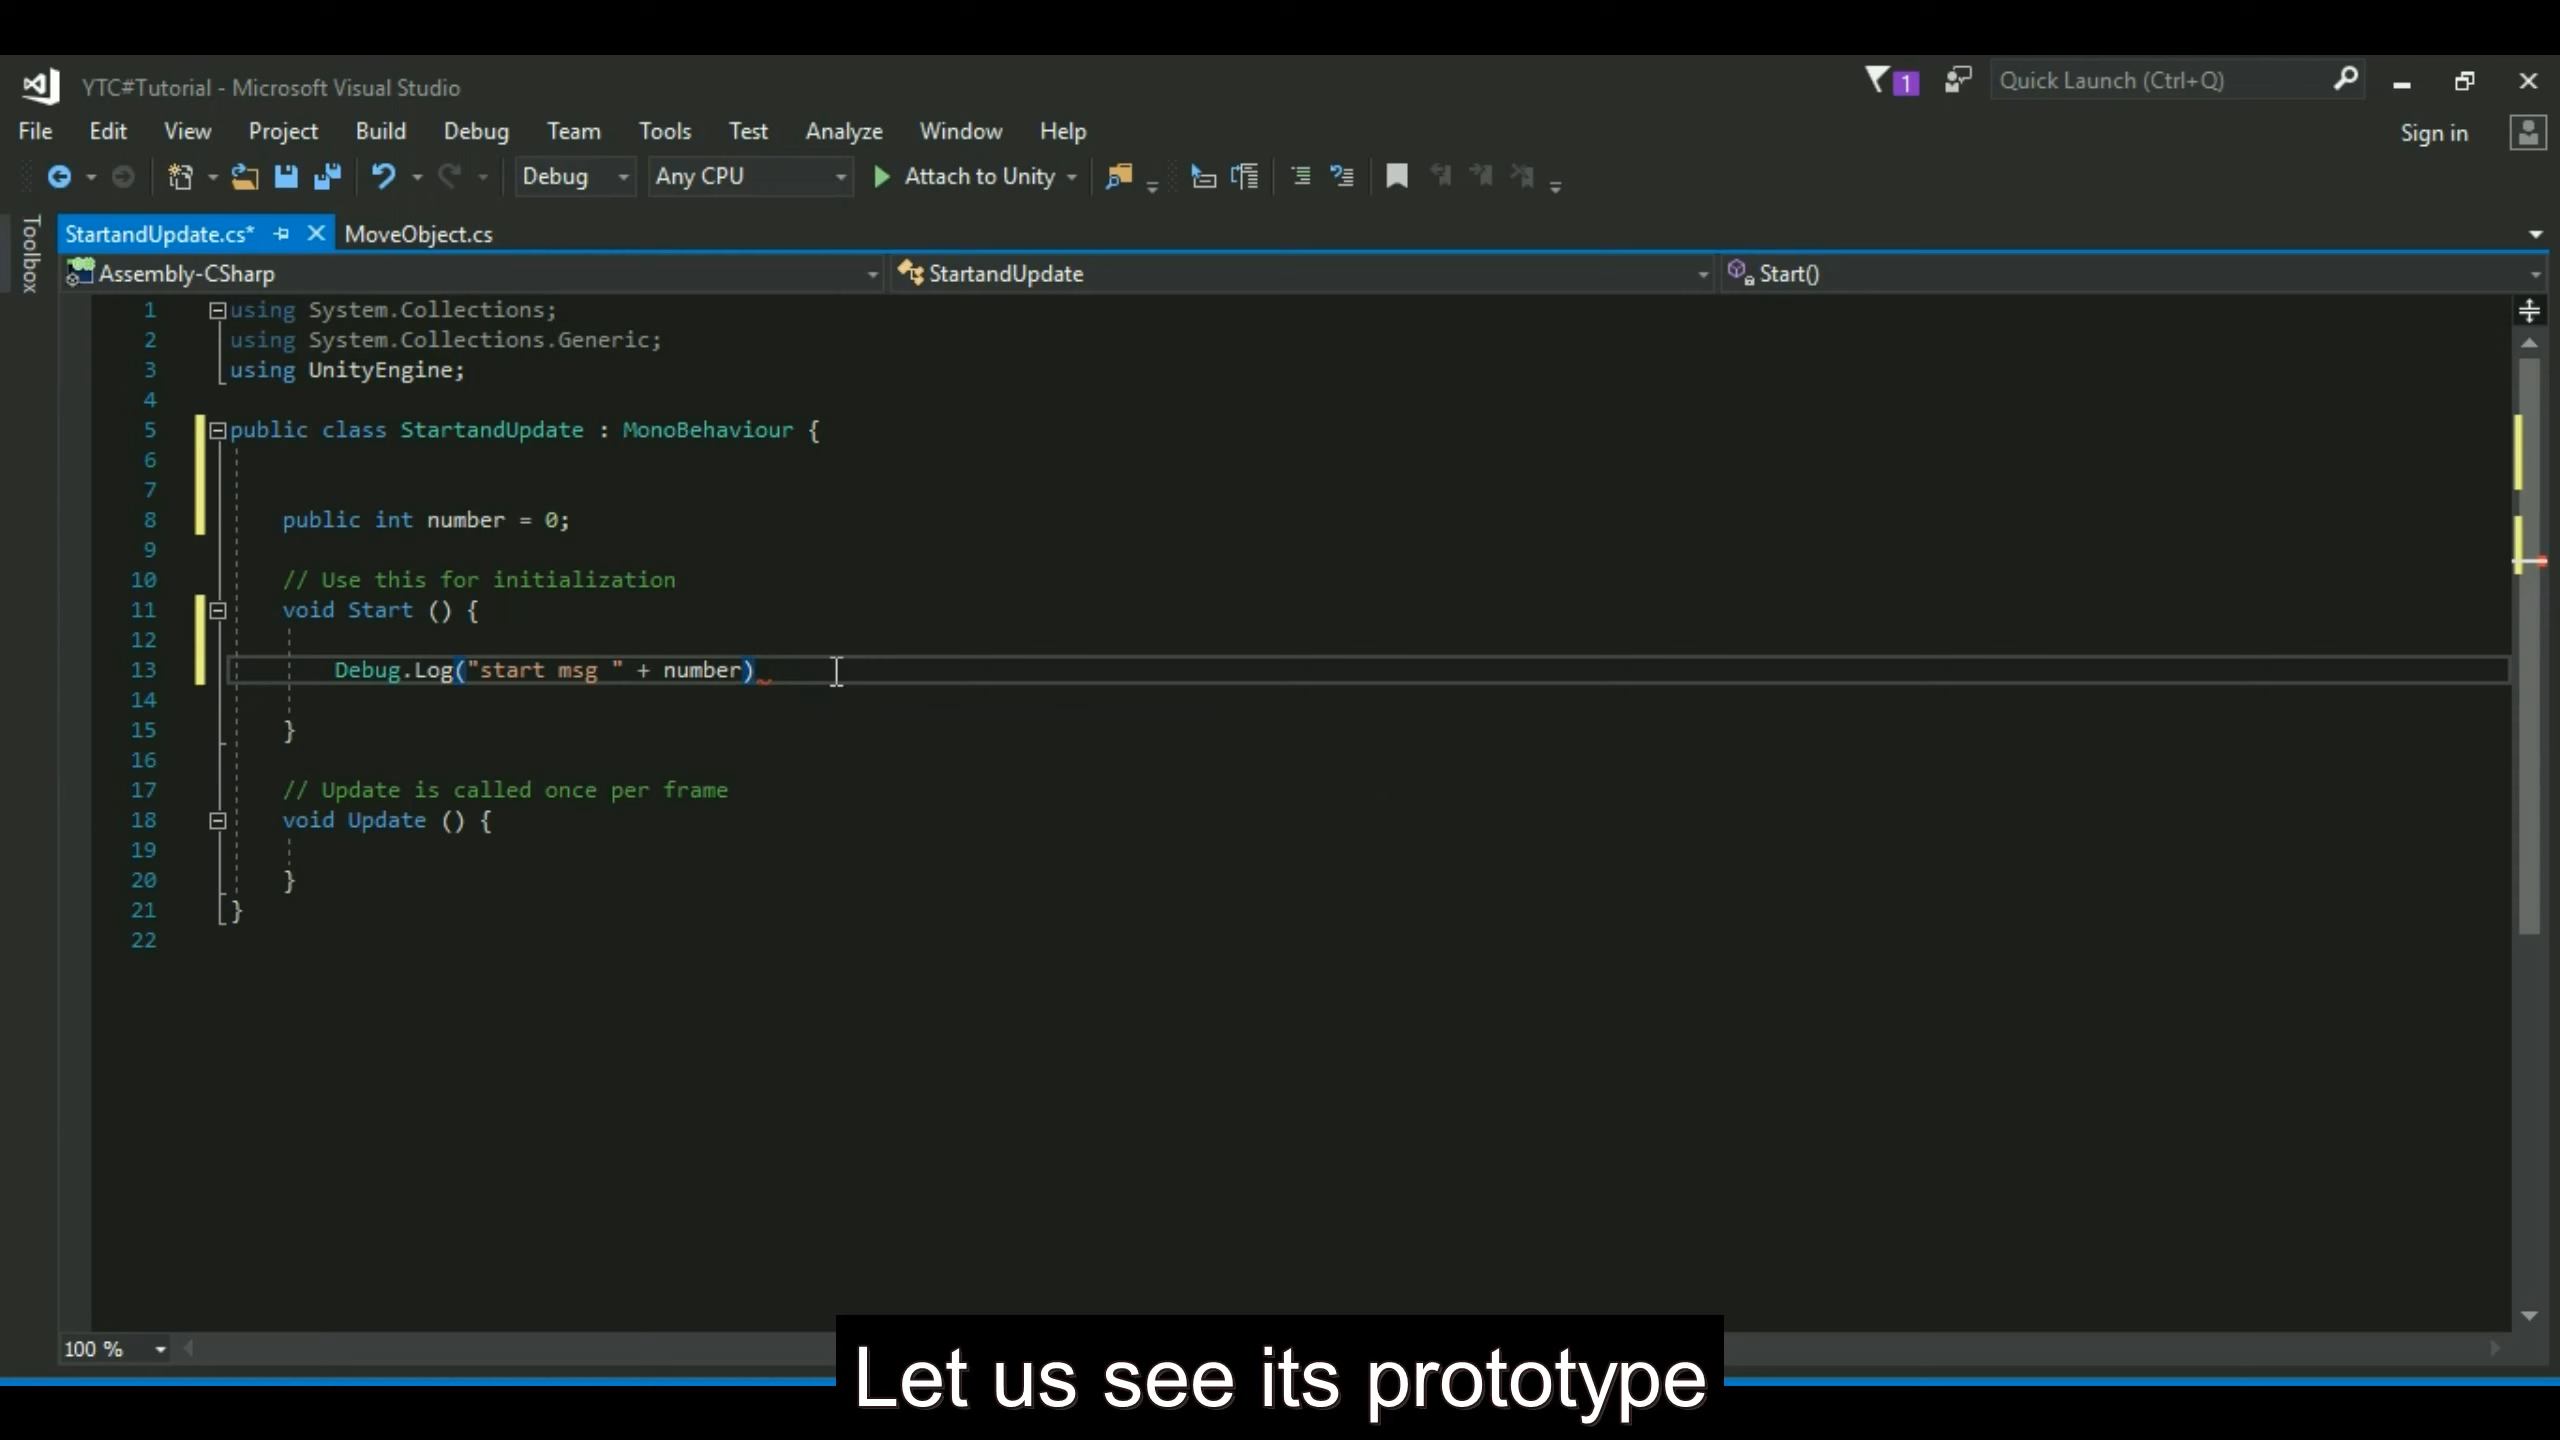 YTC#Tutorial - Microsoft Visual Studio
1
Quick Launch (Ctrl+Q)
File Edit View Project Build Debug Team Tools Test Analyze Window Help
Sign in
Debug
Any CPU
Attach to Unity
Toolbox
StartandUpdate.cs*
MoveObject.cs
Assembly-CSharp
StartandUpdate
Start()
1 using System.Collections;
2 using System.Collections.Generic;
3 using UnityEngine;
4
5 public class StartandUpdate : MonoBehaviour {
6
7
8 public int number = 0;
9
10 // Use this for initialization
11 void Start () {
12
13 Debug.Log("start msg " + number)
14
15 }
16
17 // Update is called once per frame
18 void Update () {
19
20 }
21 }
22
100 %
Let us see its prototype